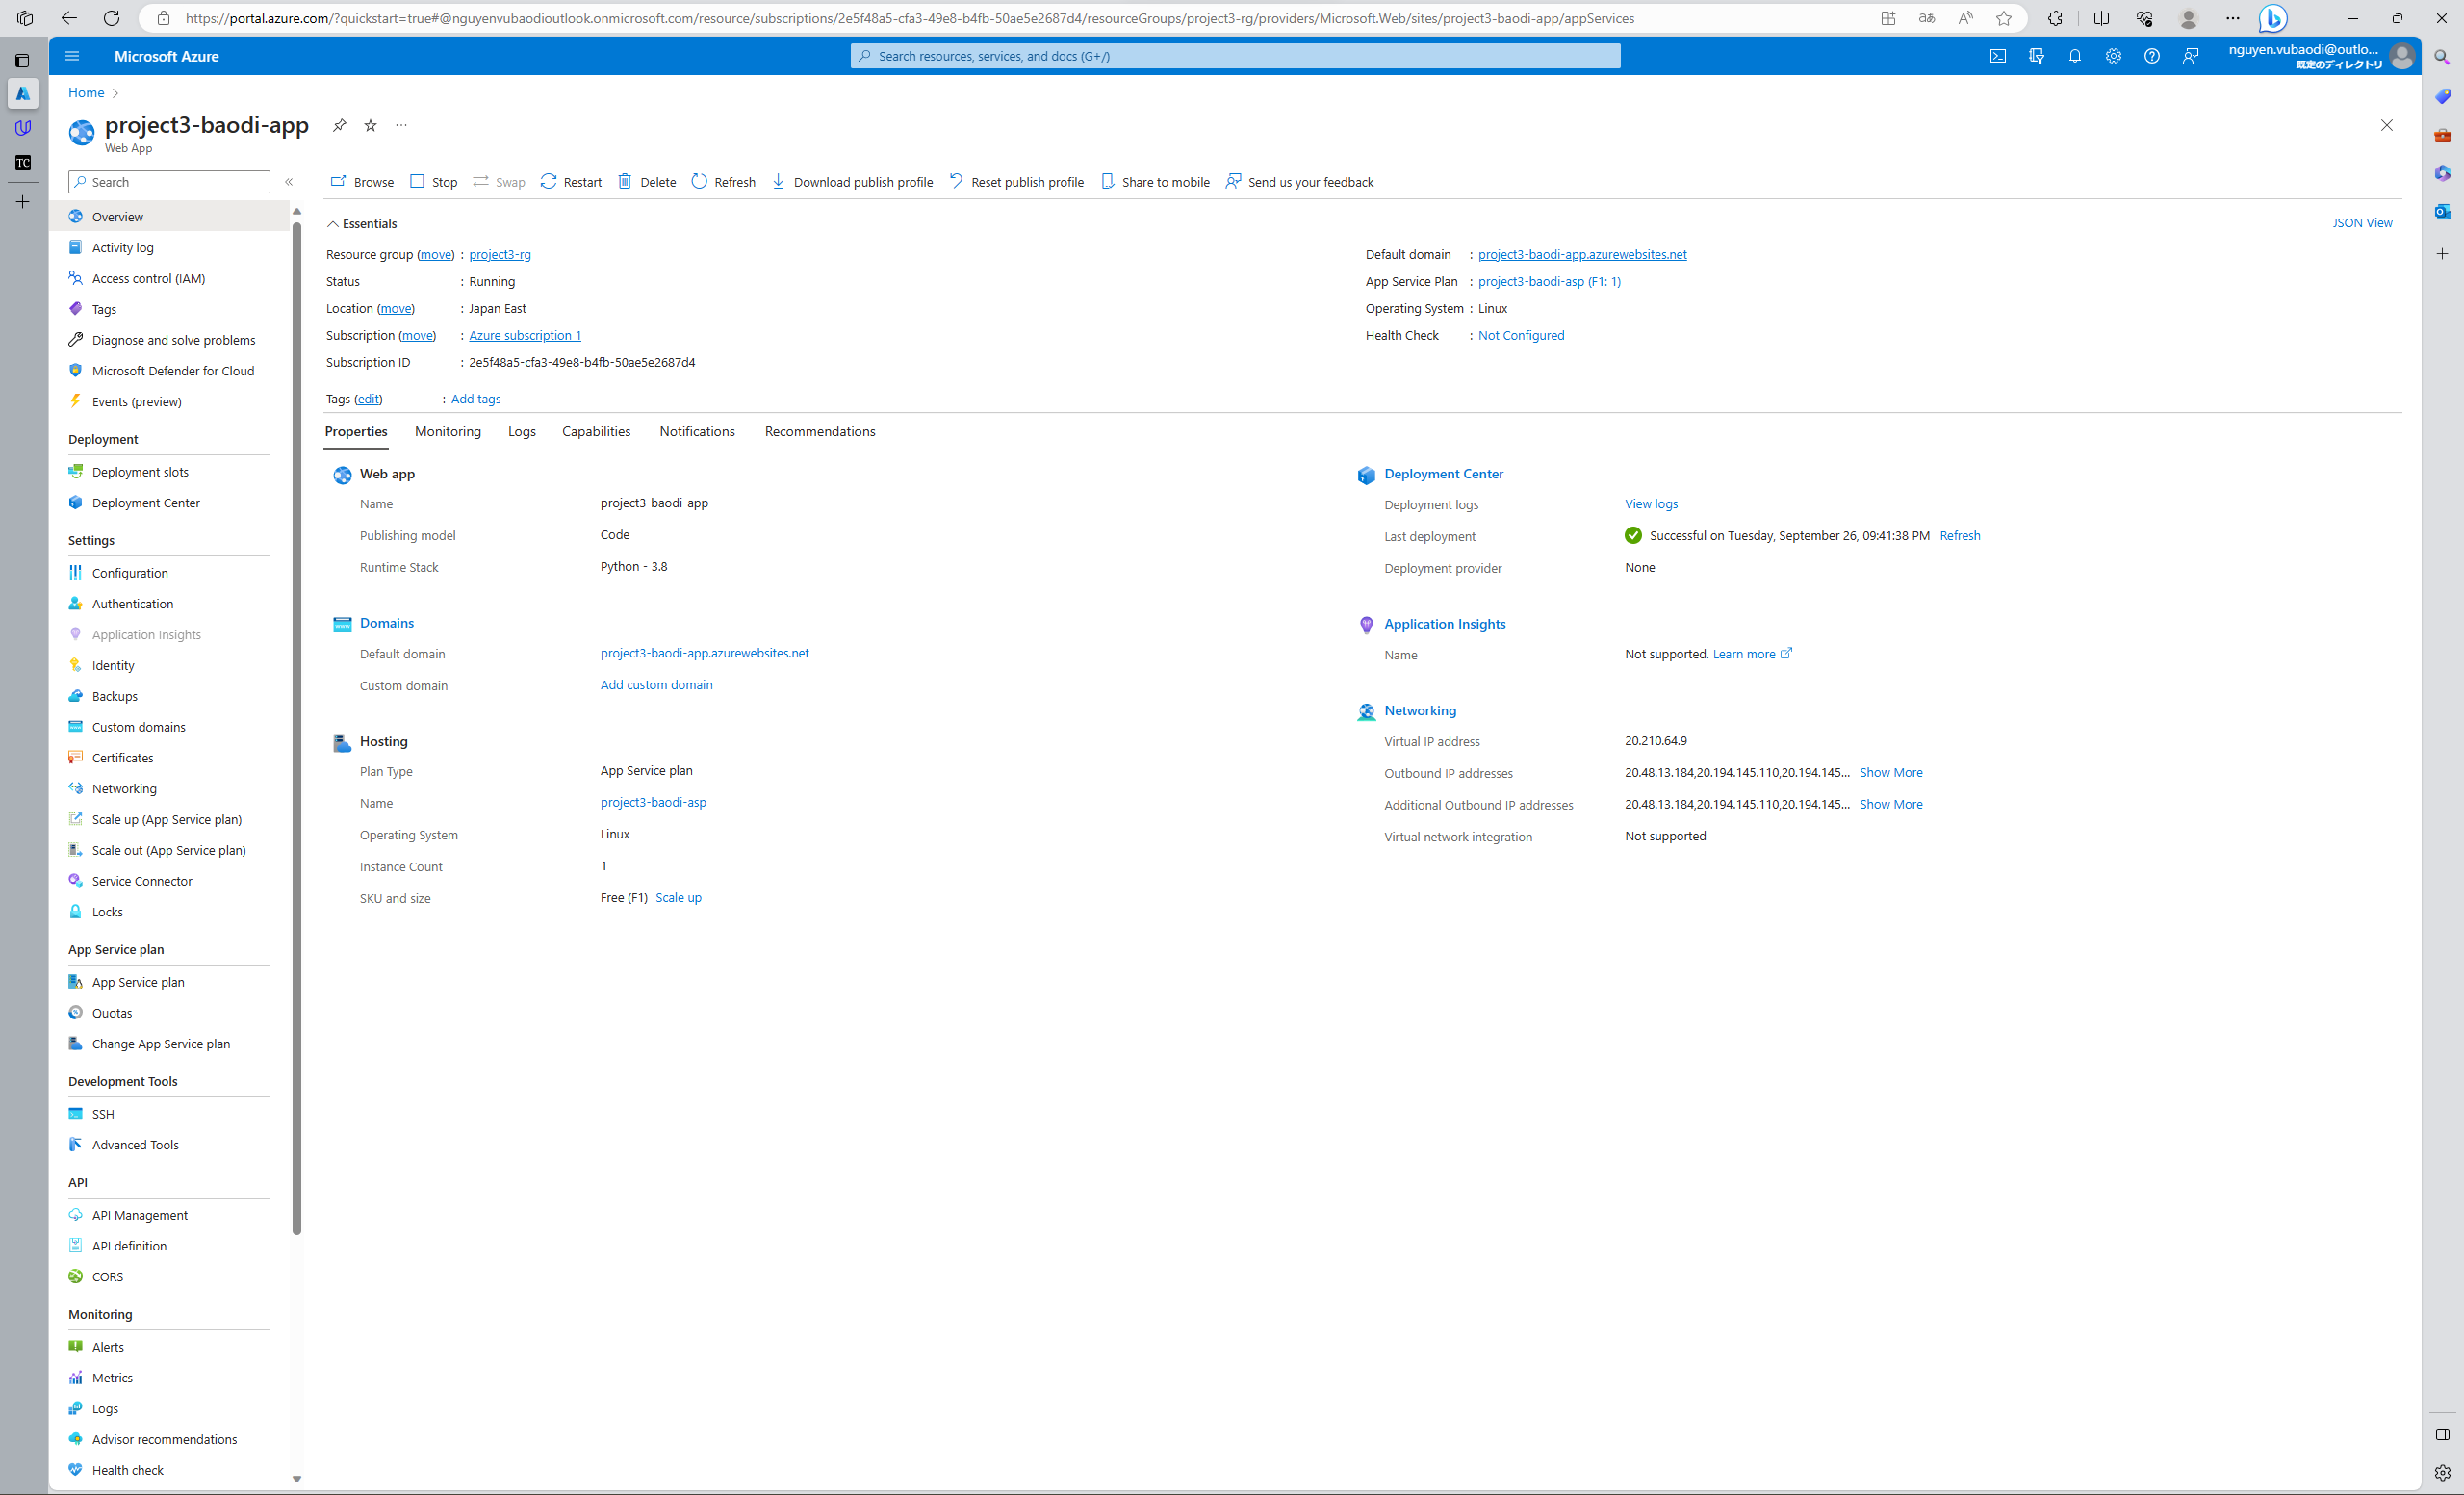 https://portal.azure.com/?quickstart=true#@nguyenvubaodioutlook.onmicrosoft.com/resource/subscriptions/2e5f48a5-cfa3-49e8-b4fb-50ae5e2687d4/resourceGroups/project3-rg/providers/Microsoft.Web/sites/project3-baodi-app/appServices
Microsoft Azure
Search resources, services, and docs (G+/)
nguyen.vubaodi@outlo...
既定のディレクトリ
Home
project3-baodi-app
Web App
Search
Browse Stop Swap Restart Delete Refresh Download publish profile Reset publish profile Share to mobile Send us your feedback
Overview
Activity log
Access control (IAM)
Tags
Diagnose and solve problems
Microsoft Defender for Cloud
Events (preview)
Deployment
Deployment slots
Deployment Center
Settings
Configuration
Authentication
Application Insights
Identity
Backups
Custom domains
Certificates
Networking
Scale up (App Service plan)
Scale out (App Service plan)
Service Connector
Locks
App Service plan
App Service plan
Quotas
Change App Service plan
Development Tools
SSH
Advanced Tools
API
API Management
API definition
CORS
Monitoring
Alerts
Metrics
Logs
Advisor recommendations
Health check
Essentials
JSON View
Resource group (move) : project3-rg
Status : Running
Location (move) : Japan East
Subscription (move) : Azure subscription 1
Subscription ID : 2e5f48a5-cfa3-49e8-b4fb-50ae5e2687d4
Default domain : project3-baodi-app.azurewebsites.net
App Service Plan : project3-baodi-asp (F1: 1)
Operating System : Linux
Health Check : Not Configured
Tags (edit) : Add tags
Properties Monitoring Logs Capabilities Notifications Recommendations
Web app
Name project3-baodi-app
Publishing model Code
Runtime Stack Python - 3.8
Domains
Default domain project3-baodi-app.azurewebsites.net
Custom domain Add custom domain
Hosting
Plan Type App Service plan
Name project3-baodi-asp
Operating System Linux
Instance Count 1
SKU and size Free (F1) Scale up
Deployment Center
Deployment logs View logs
Last deployment Successful on Tuesday, September 26, 09:41:38 PM Refresh
Deployment provider None
Application Insights
Name Not supported. Learn more
Networking
Virtual IP address 20.210.64.9
Outbound IP addresses 20.48.13.184,20.194.145.110,20.194.145... Show More
Additional Outbound IP addresses 20.48.13.184,20.194.145.110,20.194.145... Show More
Virtual network integration Not supported